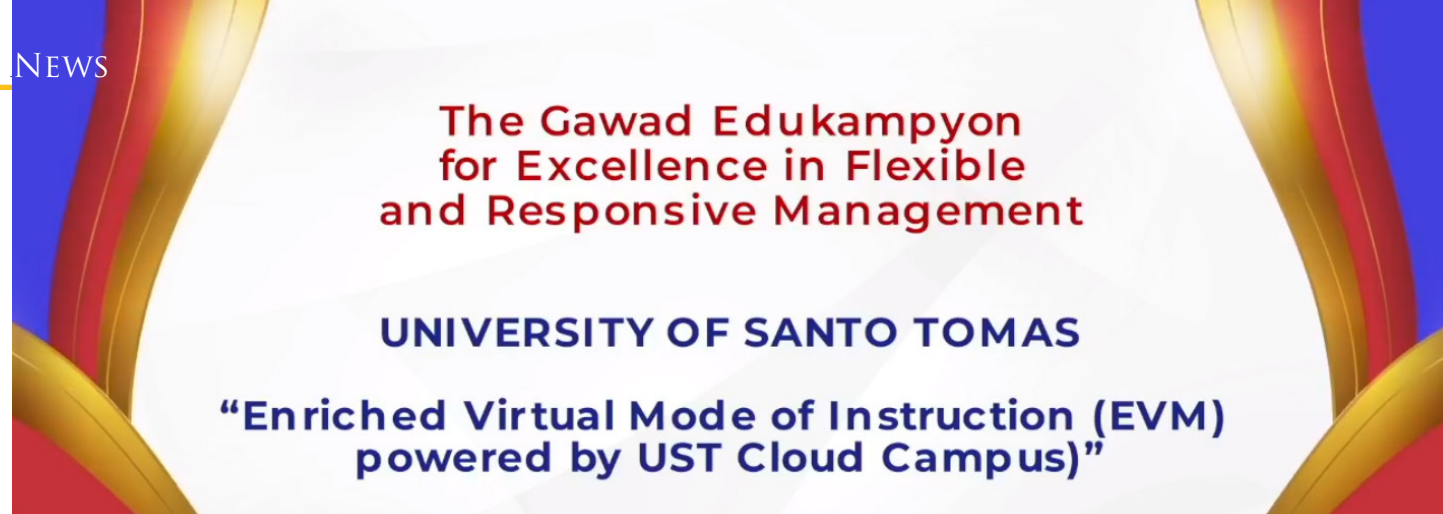 News
The Gawad Edukampyon
for Excellence in Flexible
and Responsive Management
UNIVERSITY OF SANTO TOMAS
“Enriched Virtual Mode of Instruction (EVM)
powered by UST Cloud Campus)”